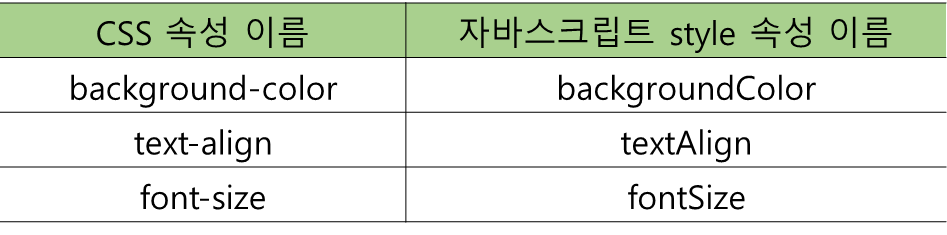 CSS 속성 이름 자바스크립트 style 속성 이름
background-color backgroundColor
text-align textAlign
font-size fontSize